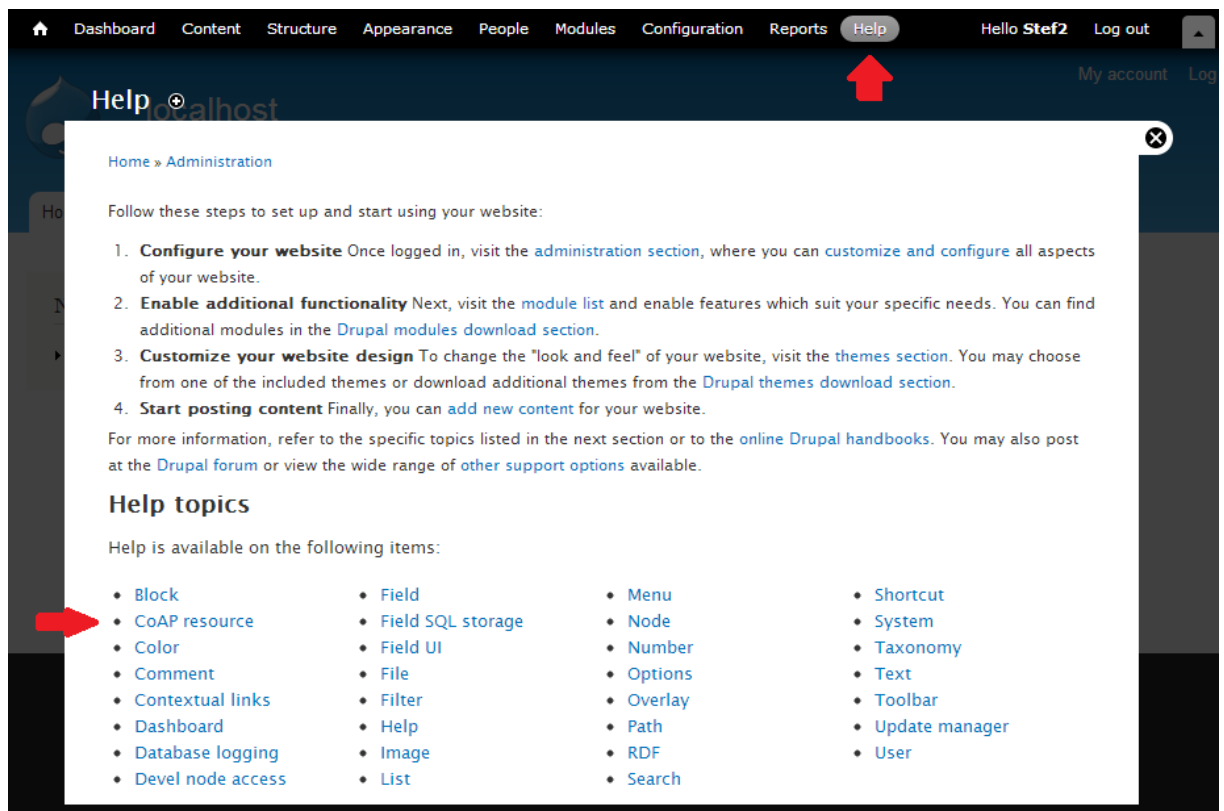 Dashboard Content Structure Appearance People Modules Configuration Reports Help Hello Stef2 Log out
My account Log
Help
localhost
Home » Administration
Ho
Follow these steps to set up and start using your website:
1. Configure your website Once logged in, visit the administration section, where you can customize and configure all aspects
of your website.
2. Enable additional functionality Next, visit the module list and enable features which suit your specific needs. You can find
additional modules in the Drupal modules download section.
3. Customize your website design To change the "look and feel" of your website, visit the themes section. You may choose
from one of the included themes or download additional themes from the Drupal themes download section.
4. Start posting content Finally, you can add new content for your website.
For more information, refer to the specific topics listed in the next section or to the online Drupal handbooks. You may also post
at the Drupal forum or view the wide range of other support options available.
Help topics
Help is available on the following items:
• Block
• CoAP resource
• Color
• Comment
• Contextual links
• Dashboard
• Database logging
• Devel node access
• Field
• Field SQL storage
• Field UI
• File
• Filter
• Help
• Image
• List
• Menu
• Node
• Number
• Options
• Overlay
• Path
• RDF
• Search
• Shortcut
• System
• Taxonomy
• Text
• Toolbar
• Update manager
• User